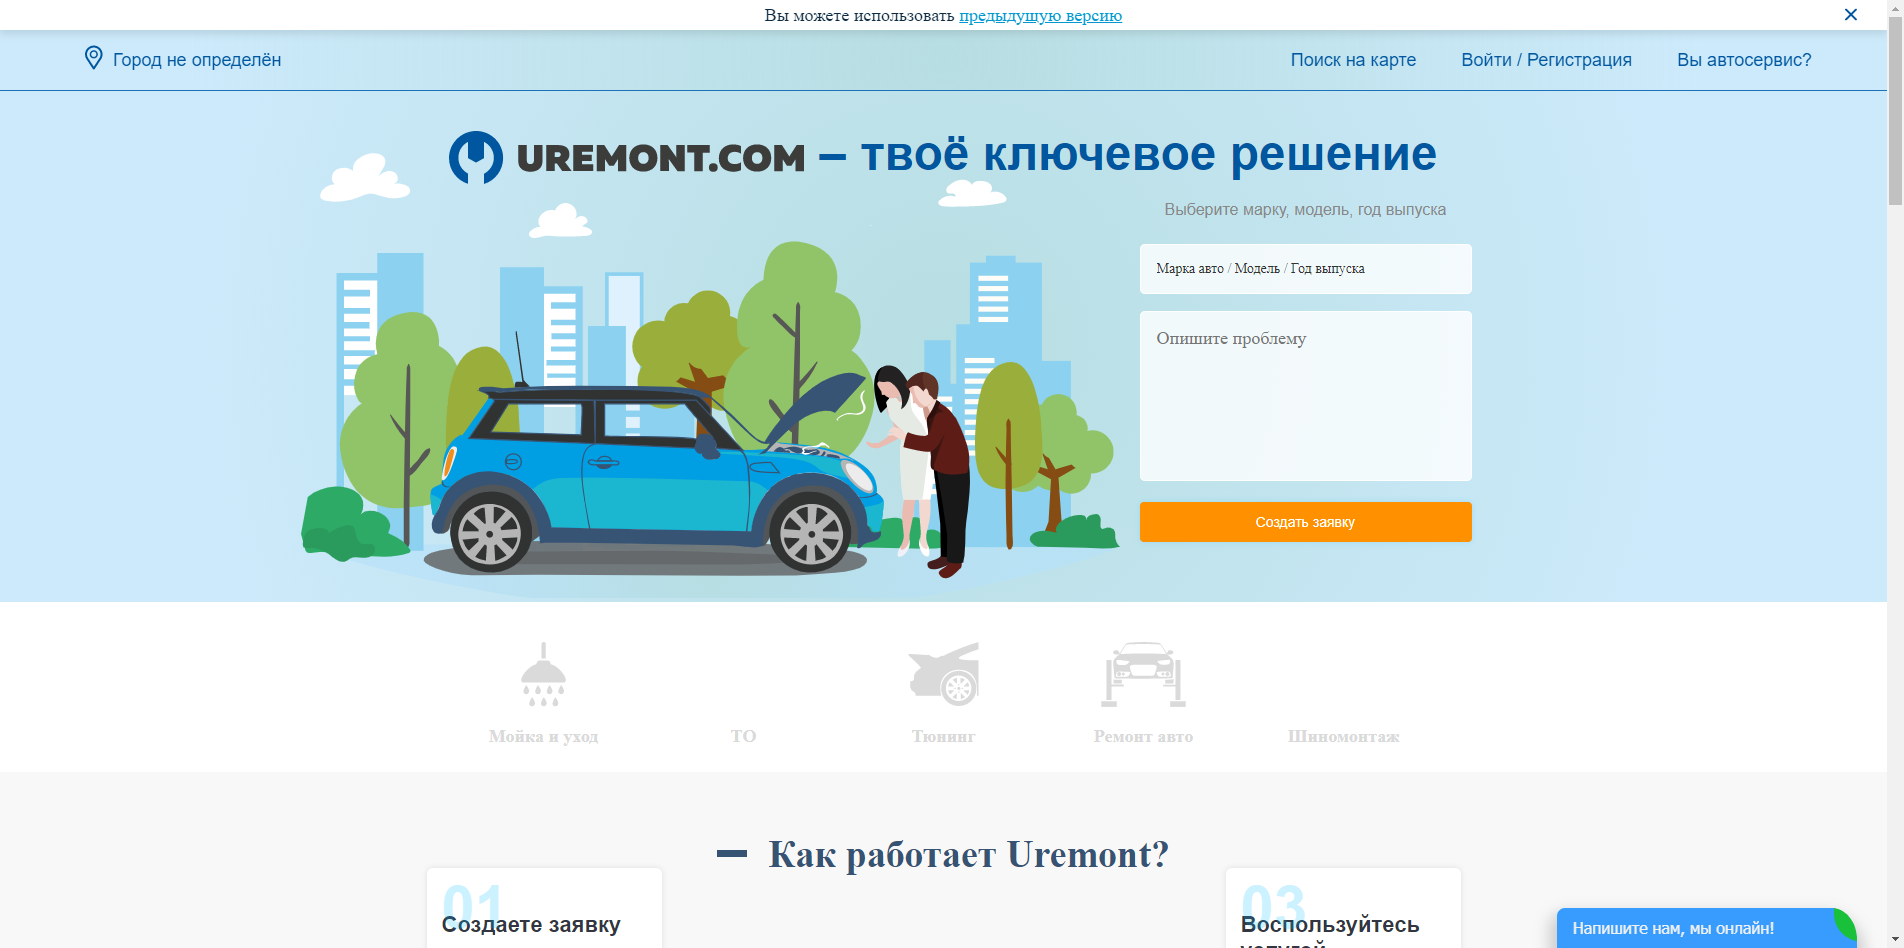 Вы можете использовать предыдущую версию
Город не определён
Поиск на карте
Войти / Регистрация
Вы автосервис?
UREMONT.COM – твоё ключевое решение
Выберите марку, модель, год выпуска
Марка авто / Модель / Год выпуска
Опишите проблему
Создать заявку
Мойка и уход
ТО
Тюнинг
Ремонт авто
Шиномонтаж
Как работает Uremont?
01
Создаете заявку
03
Воспользуйтесь
услугой
Напишите нам, мы онлайн!